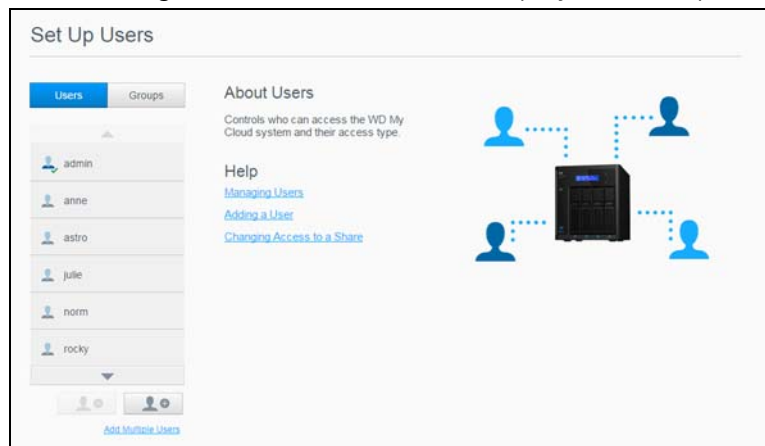 Set Up Users
Users
Groups
About Users
Controls who can access the WD My
Cloud system and their access type.
Help
Managing Users
Adding a User
Changing Access to a Share
admin
anne
astro
julie
norm
rocky
Add Multiple Users